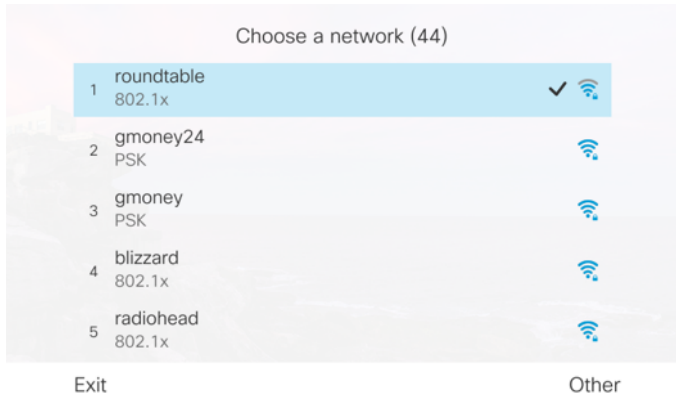 Choose a network (44)
1 roundtable
802.1x
2 gmoney24
PSK
3 gmoney
PSK
4 blizzard
802.1x
5 radiohead
802.1x
Exit Other